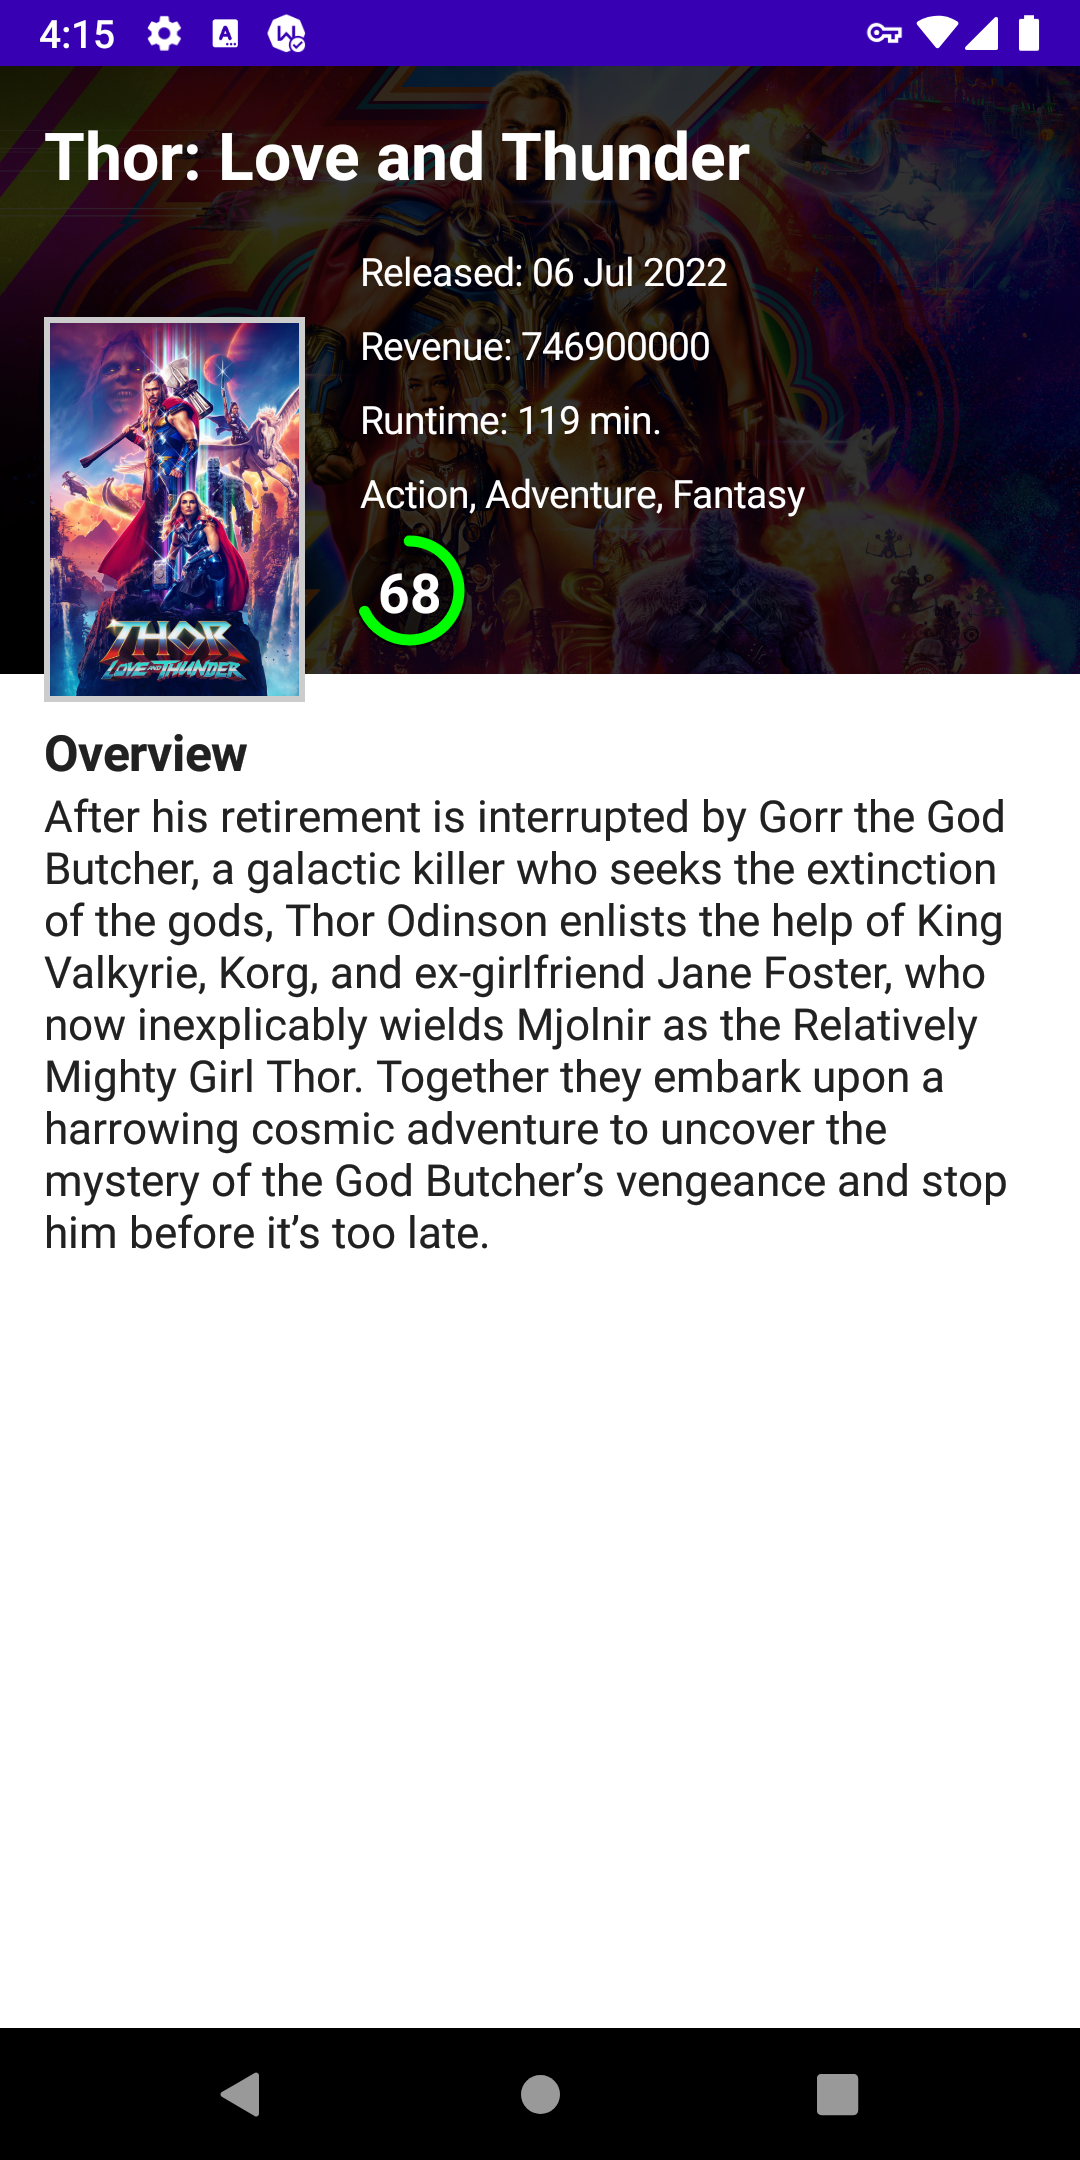 4:15
Thor: Love and Thunder
Released: 06 Jul 2022
Revenue: 746900000
Runtime: 119 min.
Action, Adventure, Fantasy
68
THOR
LOVE AND THUNDER
Overview
After his retirement is interrupted by Gorr the God
Butcher, a galactic killer who seeks the extinction
of the gods, Thor Odinson enlists the help of King
Valkyrie, Korg, and ex-girlfriend Jane Foster, who
now inexplicably wields Mjolnir as the Relatively
Mighty Girl Thor. Together they embark upon a
harrowing cosmic adventure to uncover the
mystery of the God Butcher’s vengeance and stop
him before it’s too late.